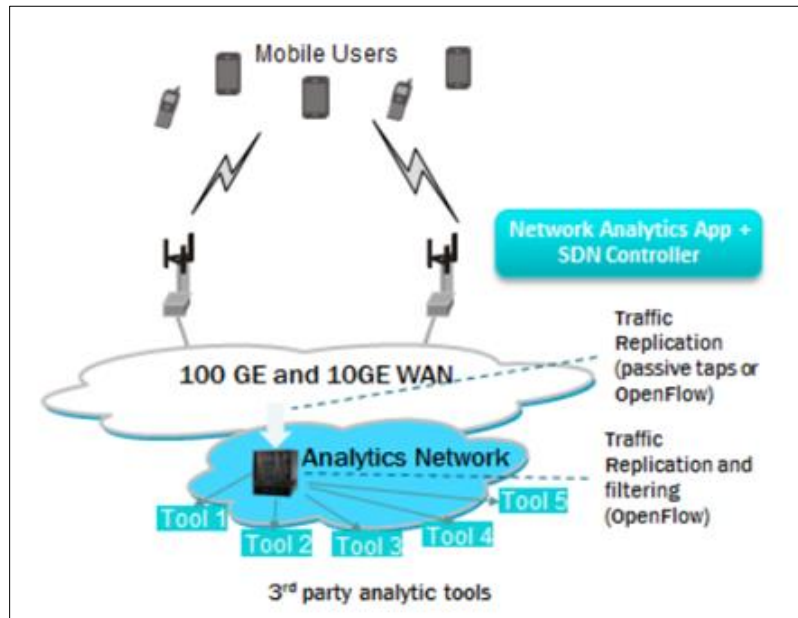 Mobile Users
Network Analytics App +
SDN Controller
Traffic
Replication
(passive taps or
OpenFlow)
100 GE and 10GE WAN
Analytics Network
Traffic
Replication and
filtering
(OpenFlow)
Tool 1
Tool 2
Tool 3
Tool 4
Tool 5
3rd party analytic tools